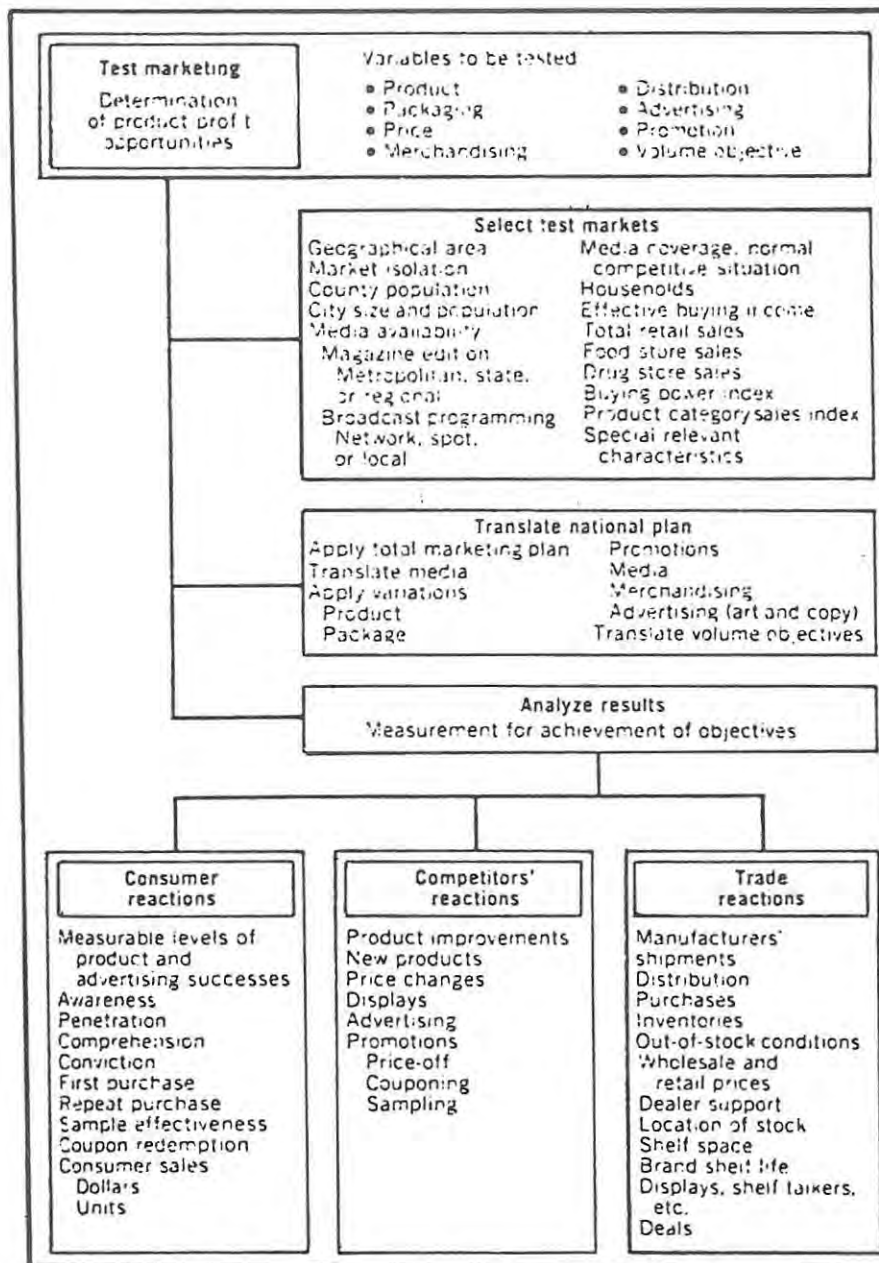 Test marketing
Determination
of product profit
opportunities
Variables to be tested
• Product
• Packaging
• Price
• Merchandising
• Distribution
• Advertising
• Promotion
• Volume objective
Select test markets
Geographical area
Market isolation
County population
City size and population
Media availability
Magazine edition
Metropolitan, state,
or regional
Broadcast programming
Network, spot,
or local
Media coverage, normal
competitive situation
Households
Effective buying income
Total retail sales
Food store sales
Drug store sales
Buying power index
Product category sales index
Special relevant
characteristics
Translate national plan
Apply total marketing plan
Translate media
Apply variations
Product
Package
Promotions
Media
Merchandising
Advertising (art and copy)
Translate volume objectives
Analyze results
Measurement for achievement of objectives
Consumer
reactions
Measurable levels of
product and
advertising successes
Awareness
Penetration
Comprehension
Conviction
First purchase
Repeat purchase
Sample effectiveness
Coupon redemption
Consumer sales
Dollars
Units
Competitors'
reactions
Product improvements
New products
Price changes
Displays
Advertising
Promotions
Price-off
Couponing
Sampling
Trade
reactions
Manufacturers'
shipments
Distribution
Purchases
Inventories
Out-of-stock conditions
Wholesale and
retail prices
Dealer support
Location of stock
Shelf space
Brand shelf life
Displays, shelf talkers,
etc.
Deals